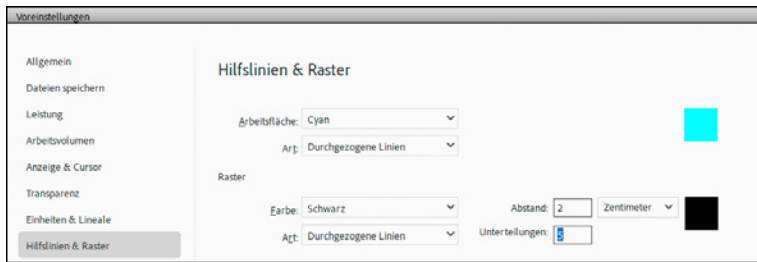 Voreinstellungen
Allgemein
Dateien speichern
Leistung
Arbeitsvolumen
Anzeige & Cursor
Transparenz
Einheiten & Lineale
Hilfslinien & Raster
Hilfslinien & Raster
Arbeitsfläche: Cyan
Art: Durchgezogene Linien
Raster
Farbe: Schwarz
Abstand: 2 Zentimeter
Art: Durchgezogene Linien
Unterteilungen: